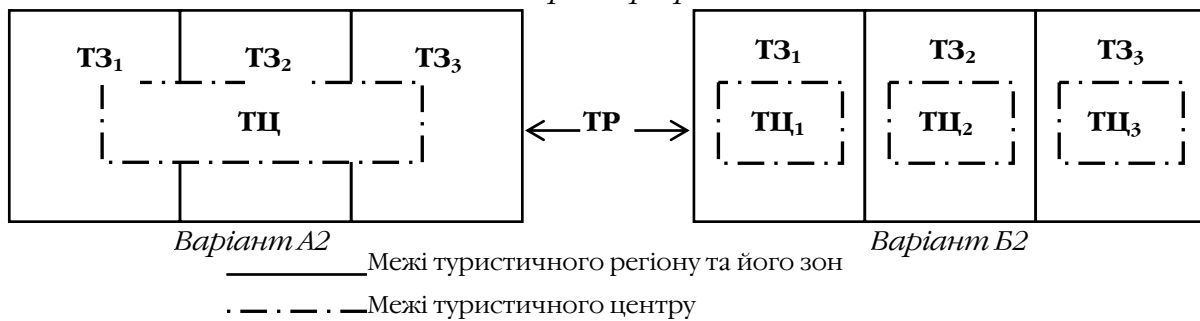 ТЗ₁ ТЗ₂ ТЗ₃ ТЗ₁ ТЗ₂ ТЗ₃
ТЦ ТР ТЦ₁ ТЦ₂ ТЦ₃
Варіант А2 Варіант Б2
Межі туристичного регіону та його зон
Межі туристичного центру